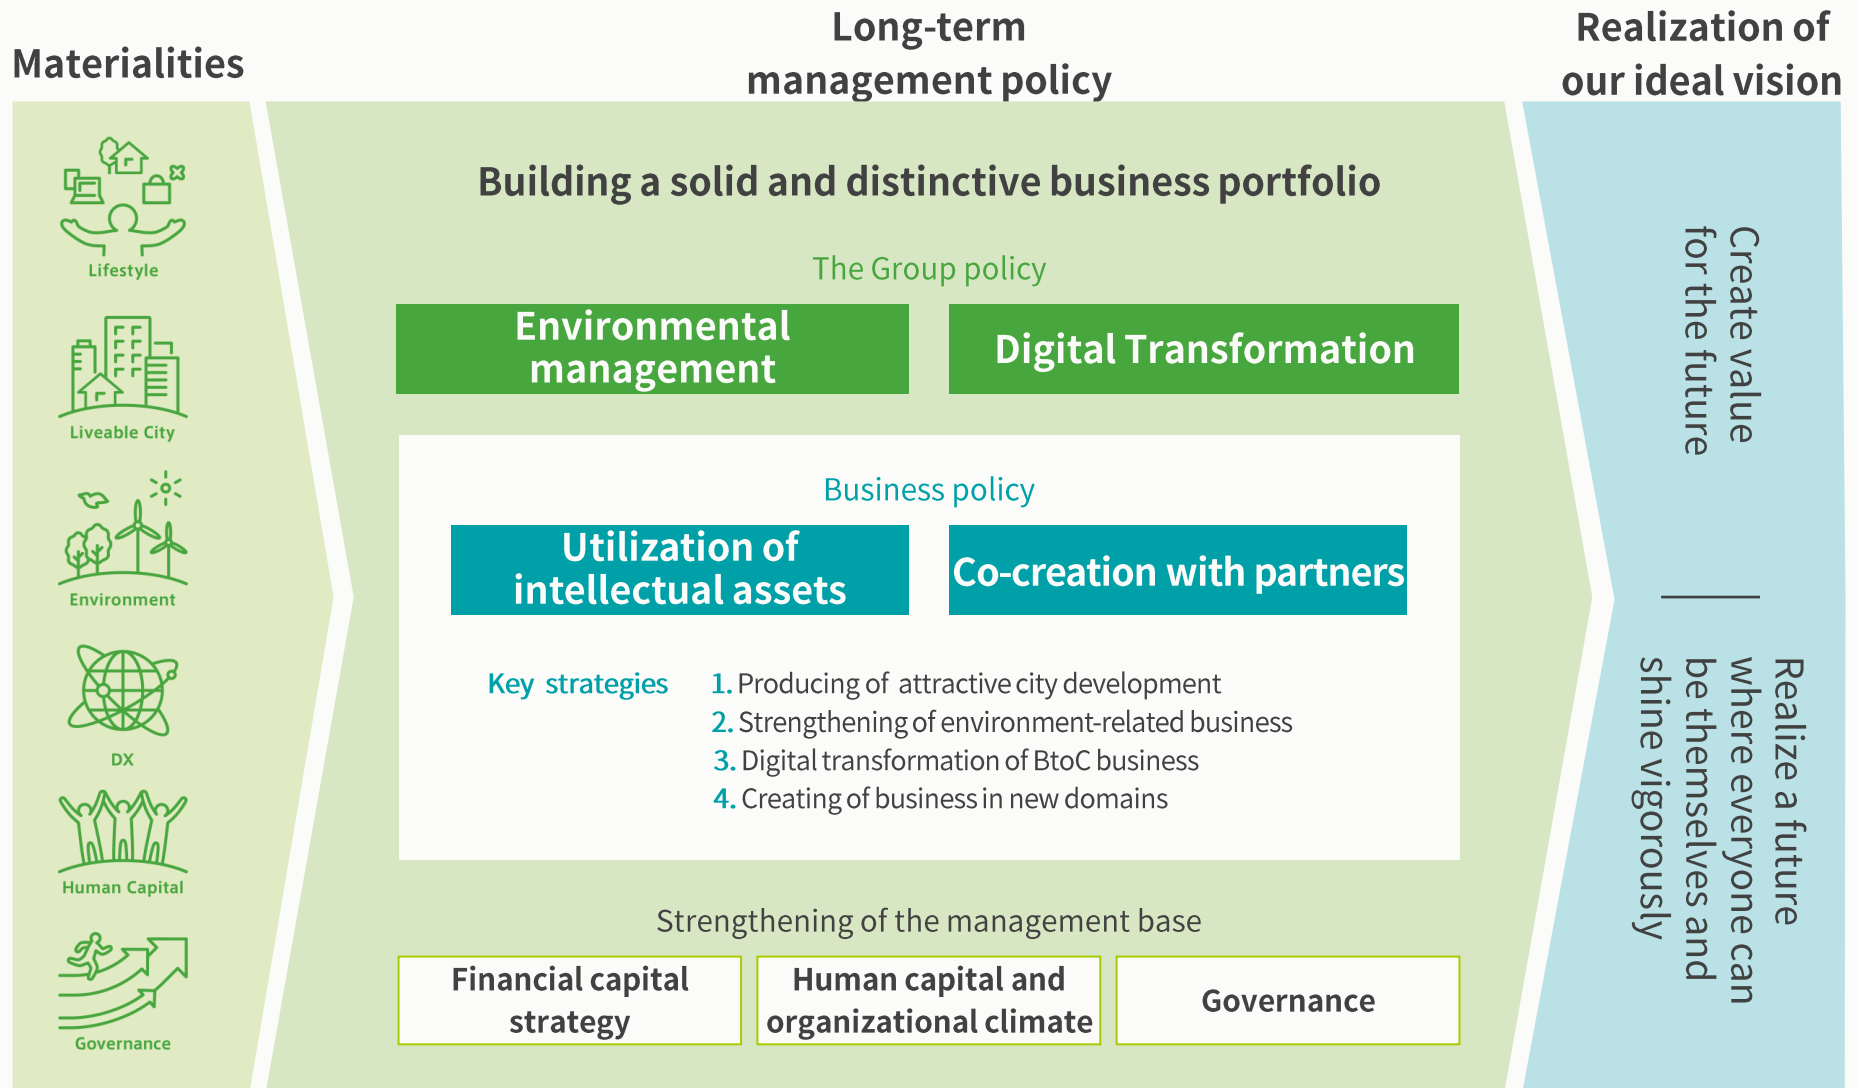 Materialities
Long-term
management policy
Realization of
our ideal vision
Lifestyle
Liveable City
Environment
DX
Human Capital
Governance
Building a solid and distinctive business portfolio
The Group policy
Environmental
management
Digital Transformation
Business policy
Utilization of
intellectual assets
Co-creation with partners
Key strategies
1. Producing of attractive city development
2. Strengthening of environment-related business
3. Digital transformation of BtoC business
4. Creating of business in new domains
Strengthening of the management base
Financial capital
strategy
Human capital and
organizational climate
Governance
Create value
for the future
Realize a future
where everyone can
be themselves and
shine vigorously